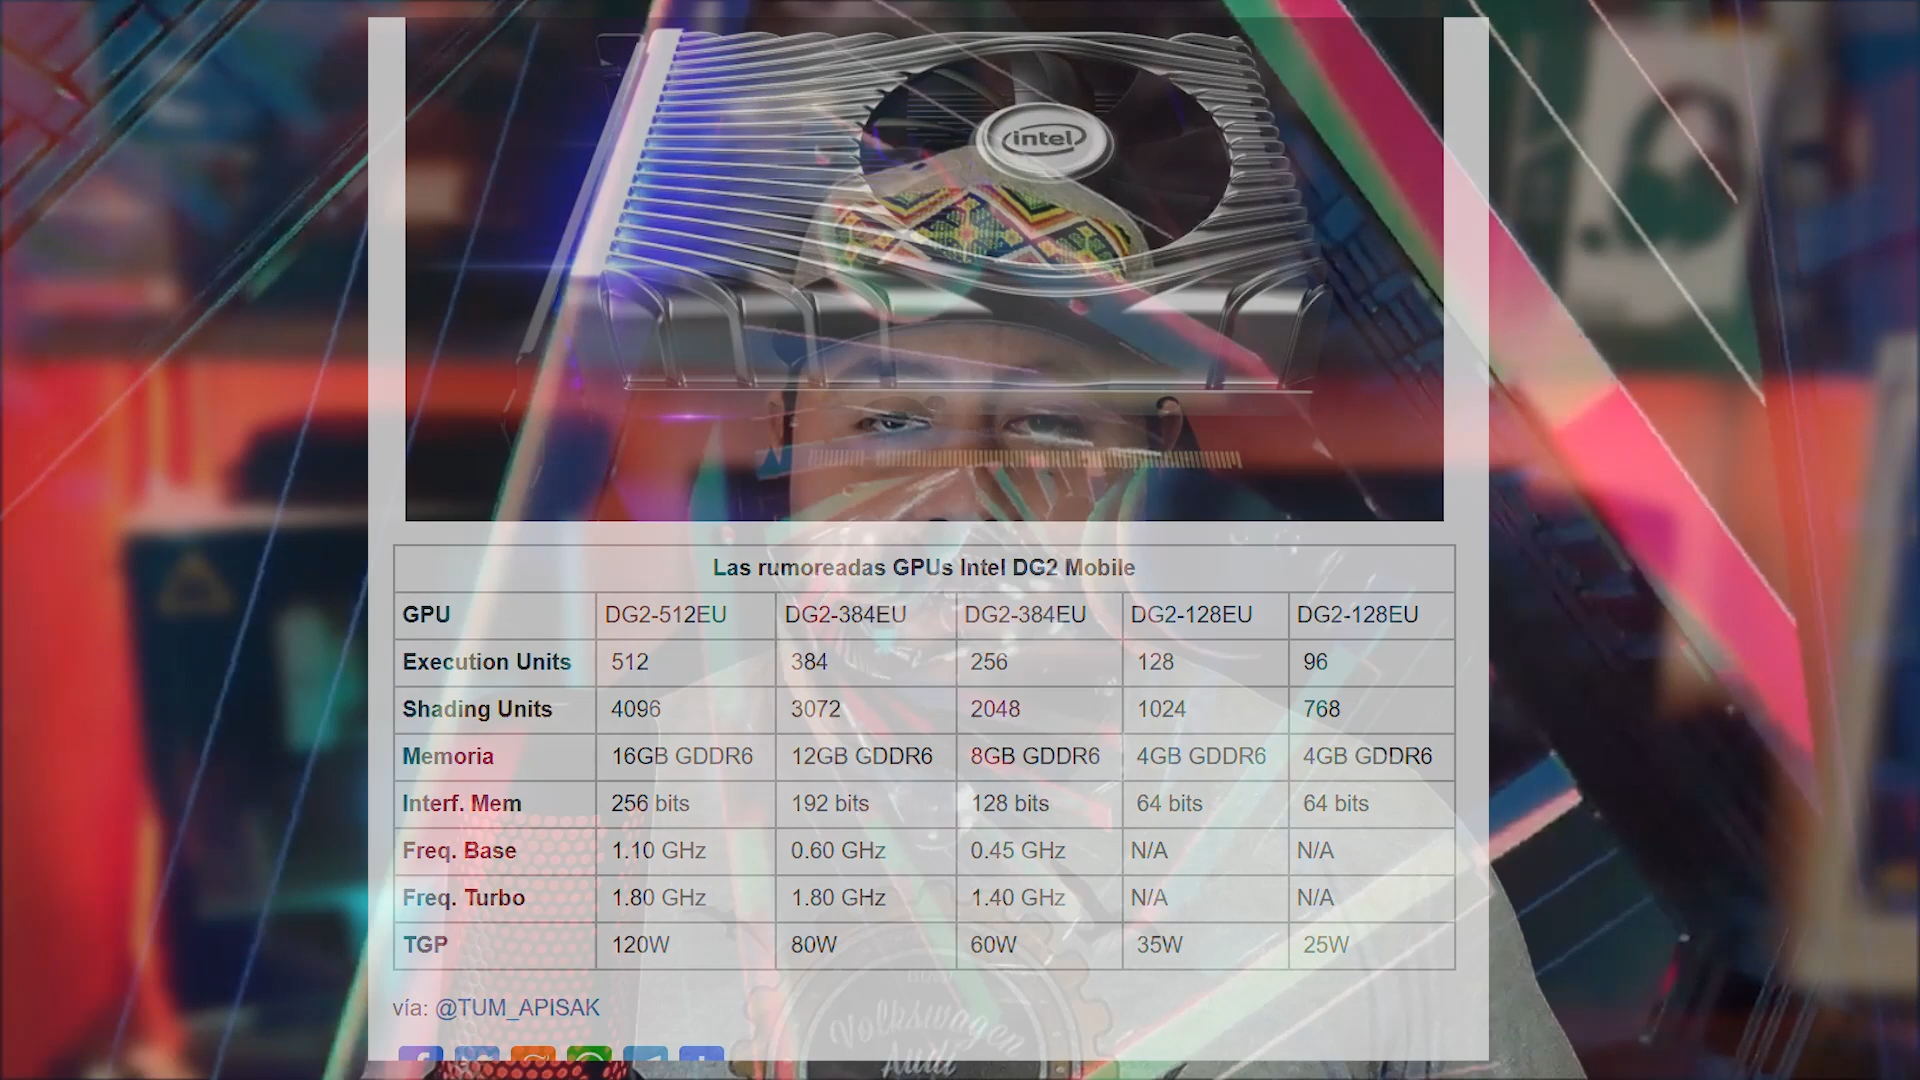 intel
Las rumoreadas GPUs Intel DG2 Mobile
GPU DG2-512EU DG2-384EU DG2-384EU DG2-128EU DG2-128EU
Execution Units 512 384 256 128 96
Shading Units 4096 3072 2048 1024 768
Memoria 16GB GDDR6 12GB GDDR6 8GB GDDR6 4GB GDDR6 4GB GDDR6
Interf. Mem 256 bits 192 bits 128 bits 64 bits 64 bits
Freq. Base 1.10 GHz 0.60 GHz 0.45 GHz N/A N/A
Freq. Turbo 1.80 GHz 1.80 GHz 1.40 GHz N/A N/A
TGP 120W 80W 60W 35W 25W
vía: @TUM_APISAK
Volkswagen
Audi